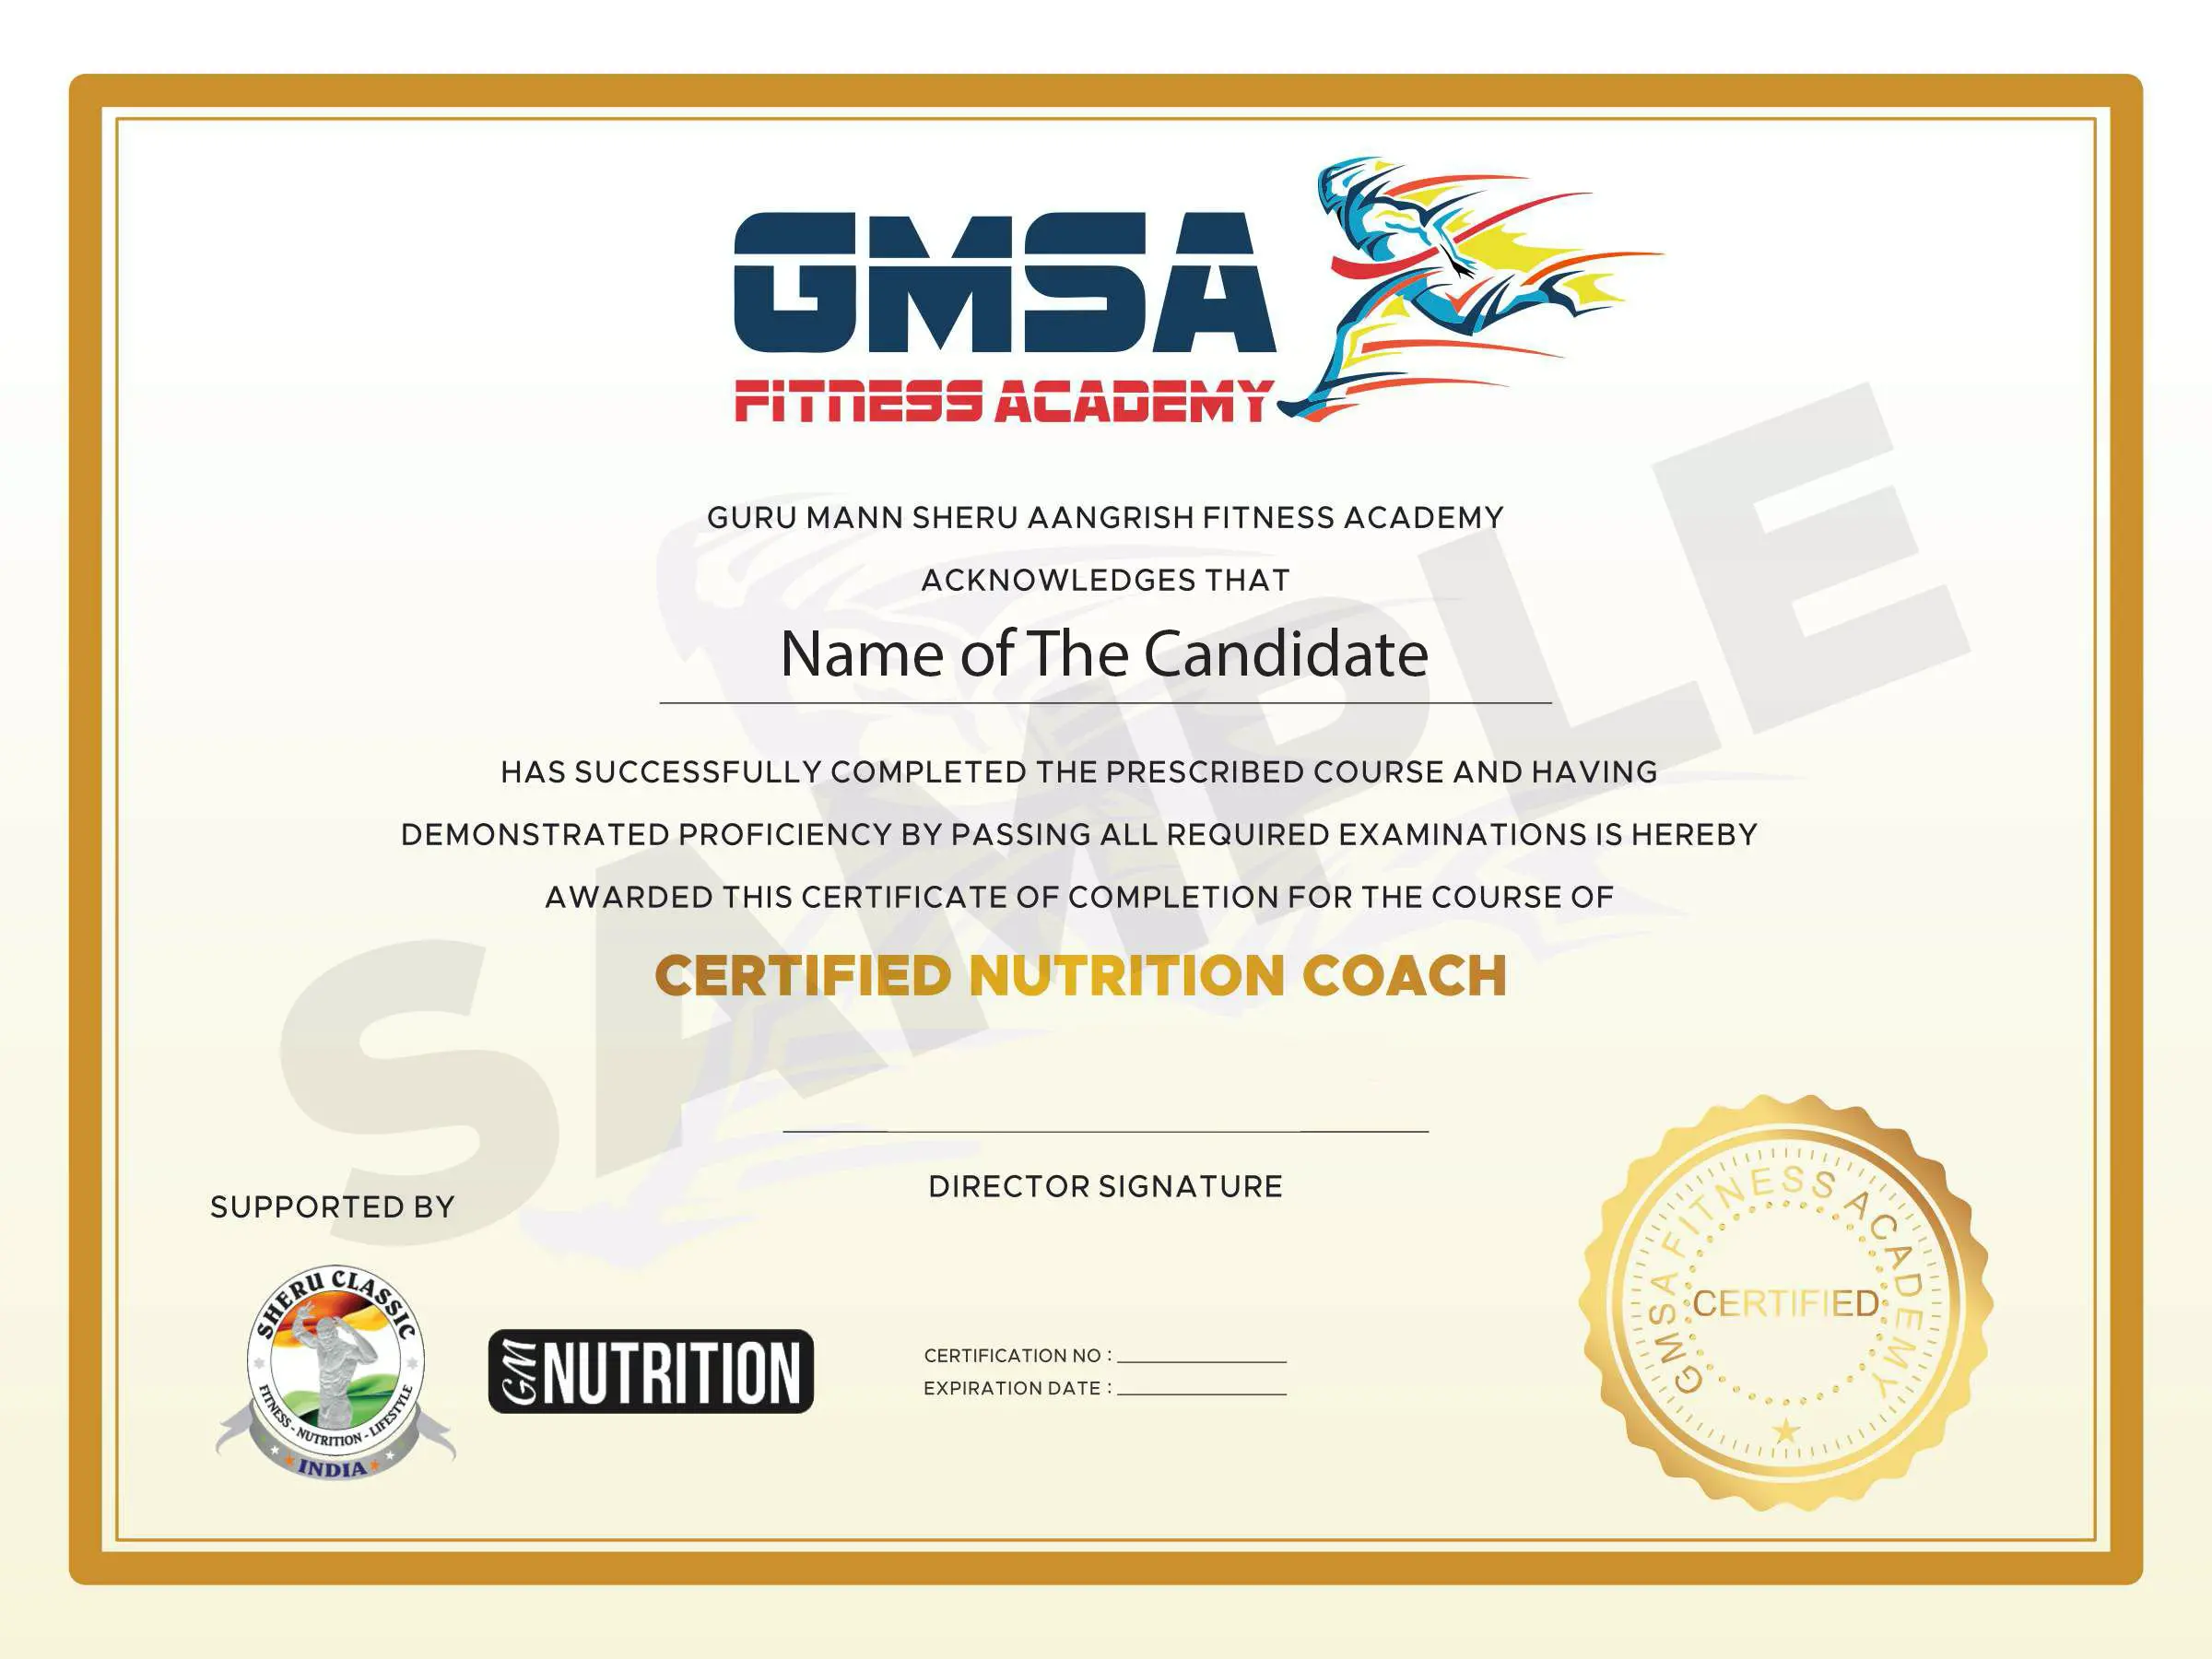 GMSA
FiTNESS ACADEMY
GURU MANN SHERU AANGRISH FITNESS ACADEMY
ACKNOWLEDGES THAT
Name of The Candidate
HAS SUCCESSFULLY COMPLETED THE PRESCRIBED COURSE AND HAVING
DEMONSTRATED PROFICIENCY BY PASSING ALL REQUIRED EXAMINATIONS IS HEREBY
AWARDED THIS CERTIFICATE OF COMPLETION FOR THE COURSE OF
CERTIFIED NUTRITION COACH
SAMPLE
DIRECTOR SIGNATURE
SUPPORTED BY
SHERU CLASSIC
FITNESS - NUTRITION - LIFESTYLE
INDIA
GM NUTRITION
CERTIFICATION NO :
EXPIRATION DATE :
GMSA FITNESS ACADEMY
CERTIFIED